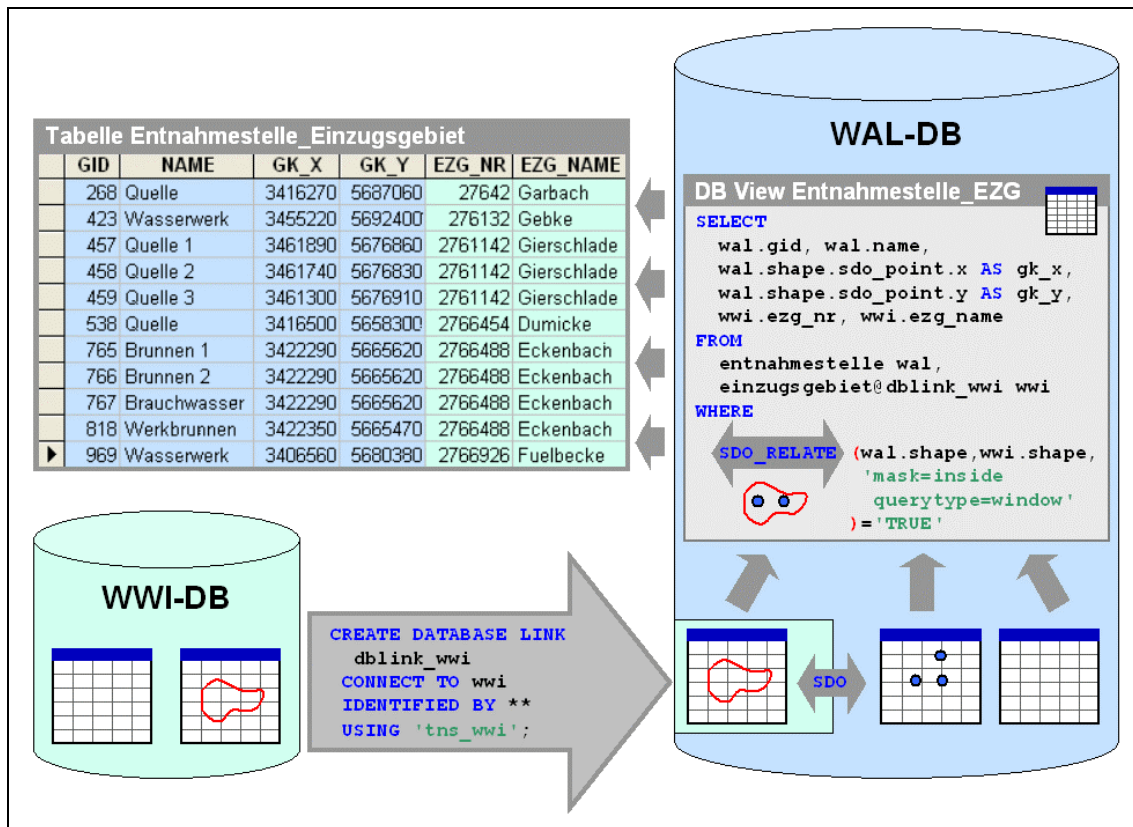 Tabelle Entnahmestelle_Einzugsgebiet
GID NAME GK_X GK_Y EZG_NR EZG_NAME
268 Quelle 3416270 5687060 27642 Garbach
423 Wasserwerk 3455220 5692400 276132 Gebke
457 Quelle 1 3461890 5676860 2761142 Gierschlade
458 Quelle 2 3461740 5676830 2761142 Gierschlade
459 Quelle 3 3461300 5676910 2761142 Gierschlade
538 Quelle 3416500 5658300 2766454 Dumicke
765 Brunnen 1 3422290 5665620 2766488 Eckenbach
766 Brunnen 2 3422290 5665620 2766488 Eckenbach
767 Brauchwasser 3422290 5665620 2766488 Eckenbach
818 Werkbrunnen 3422350 5665470 2766488 Eckenbach
969 Wasserwerk 3406560 5680380 2766926 Fuelbecke
WAL-DB
DB View Entnahmestelle_EZG
SELECT
wal.gid, wal.name,
wal.shape.sdo_point.x AS gk_x,
wal.shape.sdo_point.y AS gk_y,
wwi.ezg_nr, wwi.ezg_name
FROM
entnahmestelle wal,
einzugsgebiet@dblink_wwi wwi
WHERE
SDO_RELATE (wal.shape,wwi.shape,
'mask=inside
querytype=window'
)='TRUE'
WWI-DB
CREATE DATABASE LINK
dblink_wwi
CONNECT TO wwi
IDENTIFIED BY **
USING 'tns_wwi';
SDO